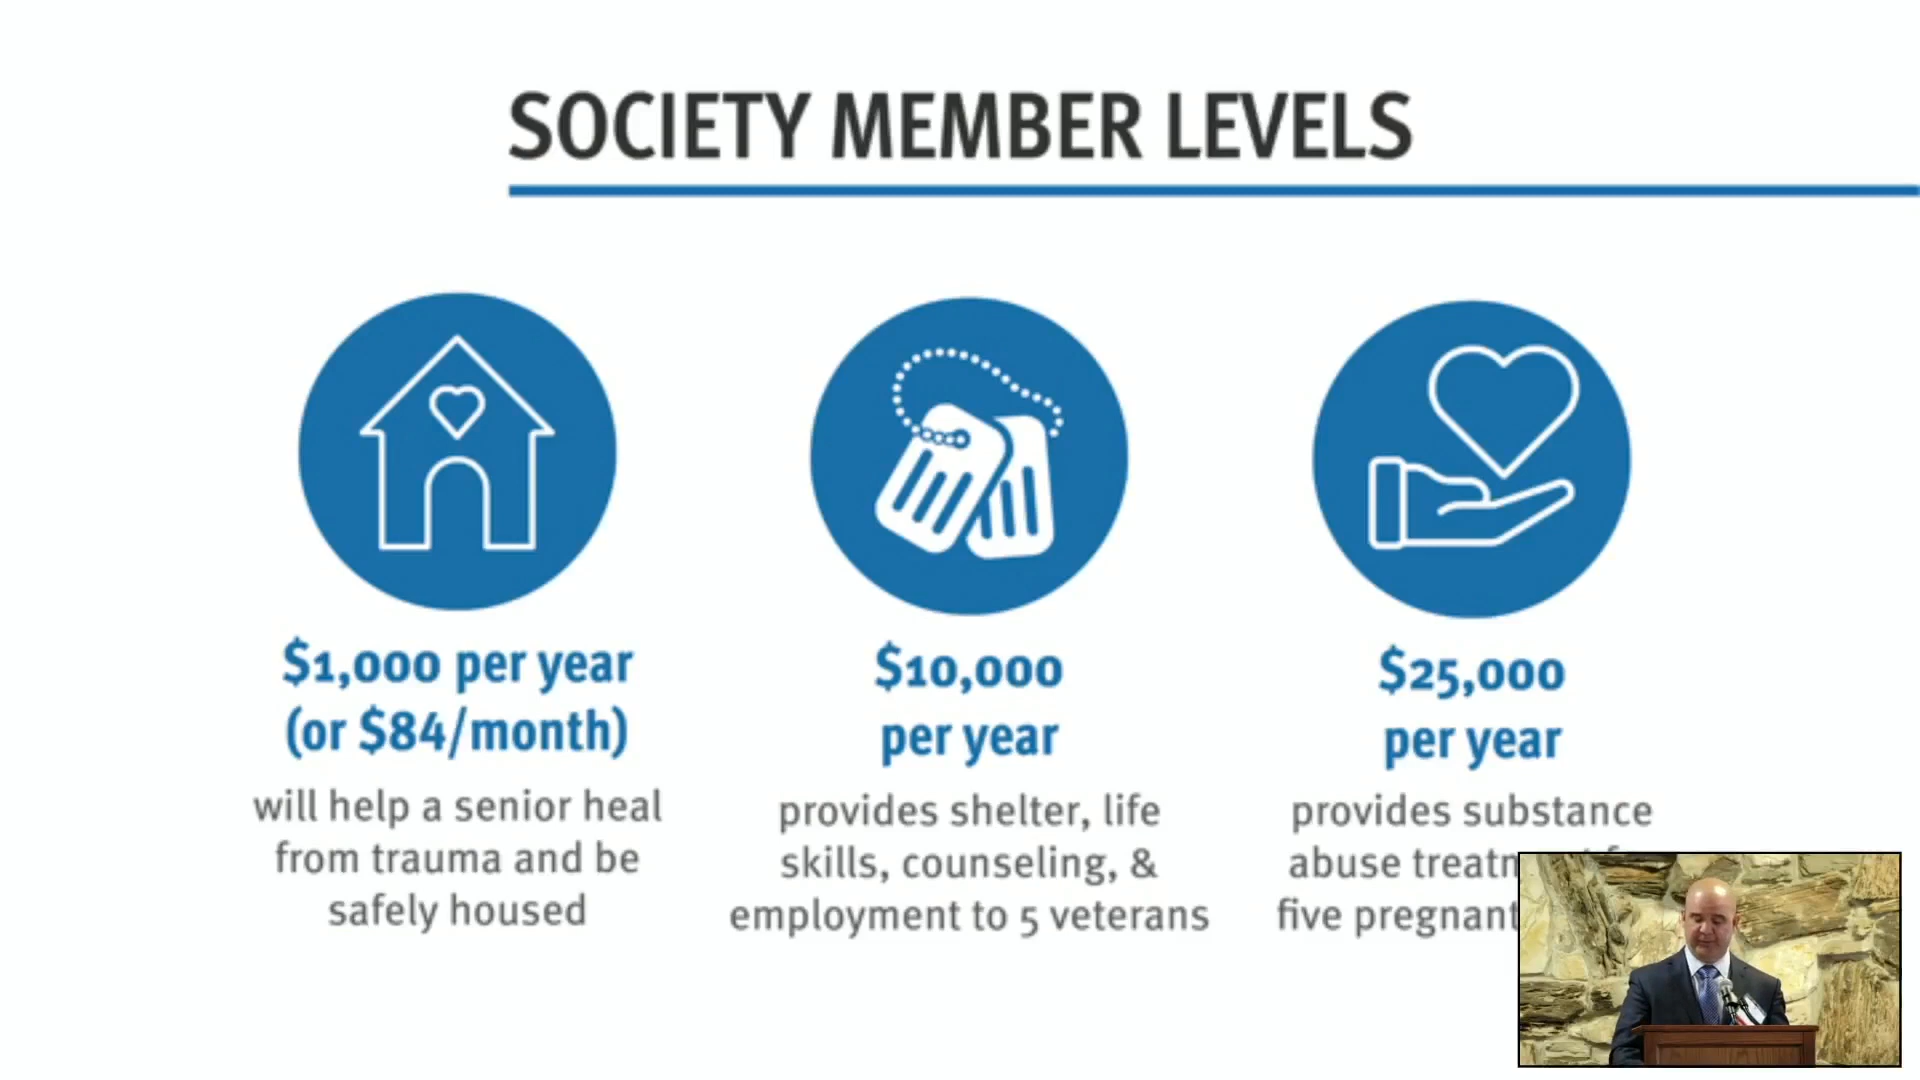 SOCIETY MEMBER LEVELS
$1,000 per year
(or $84/month)
will help a senior heal
from trauma and be
safely housed
$10,000
per year
provides shelter, life
skills, counseling, &
employment to 5 veterans
$25,000
per year
provides substance
abuse
five pregnant